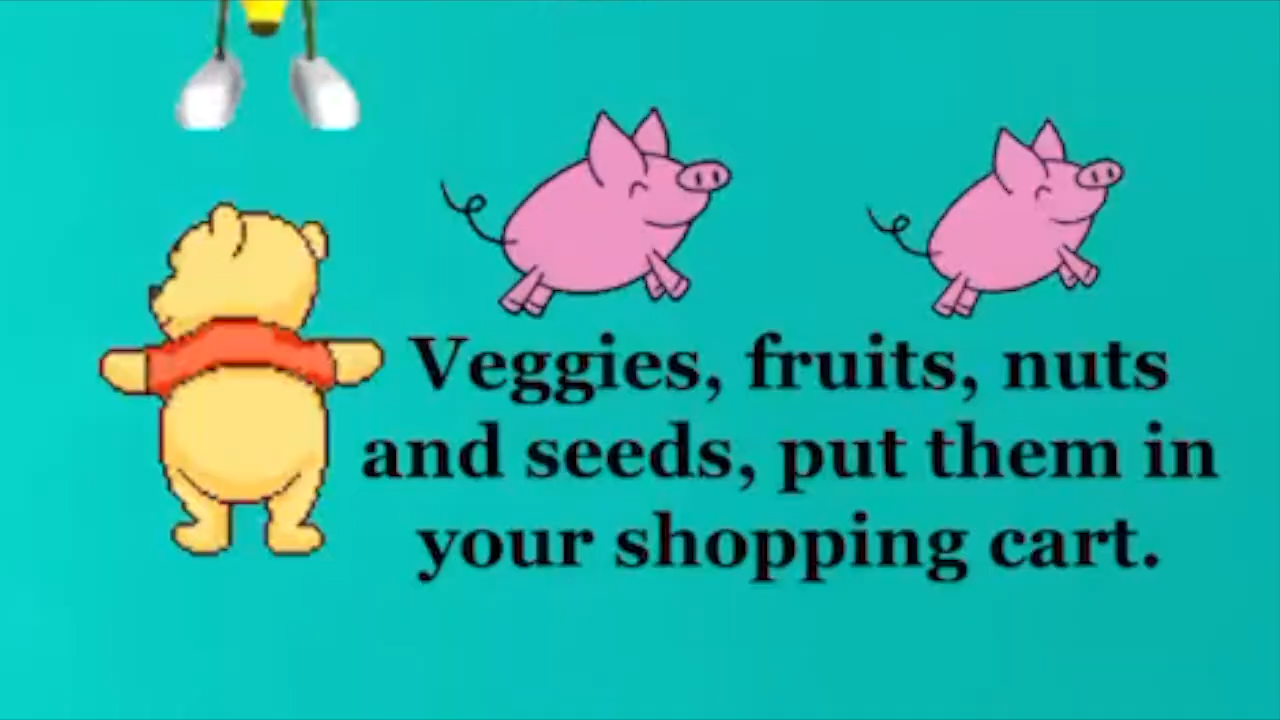 Veggies, fruits, nuts
and seeds, put them in
your shopping cart.